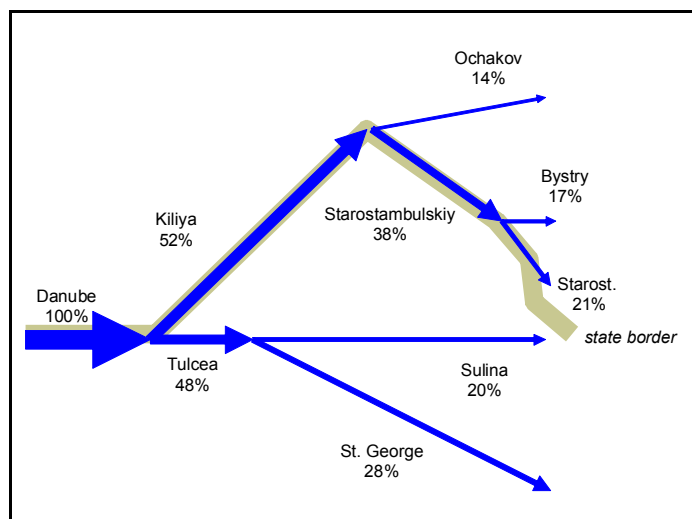 Ochakov
14%
Bystry
17%
Kiliya
52%
Starostambulskiy
38%
Starost.
21%
Danube
100%
state border
Tulcea
48%
Sulina
20%
St. George
28%